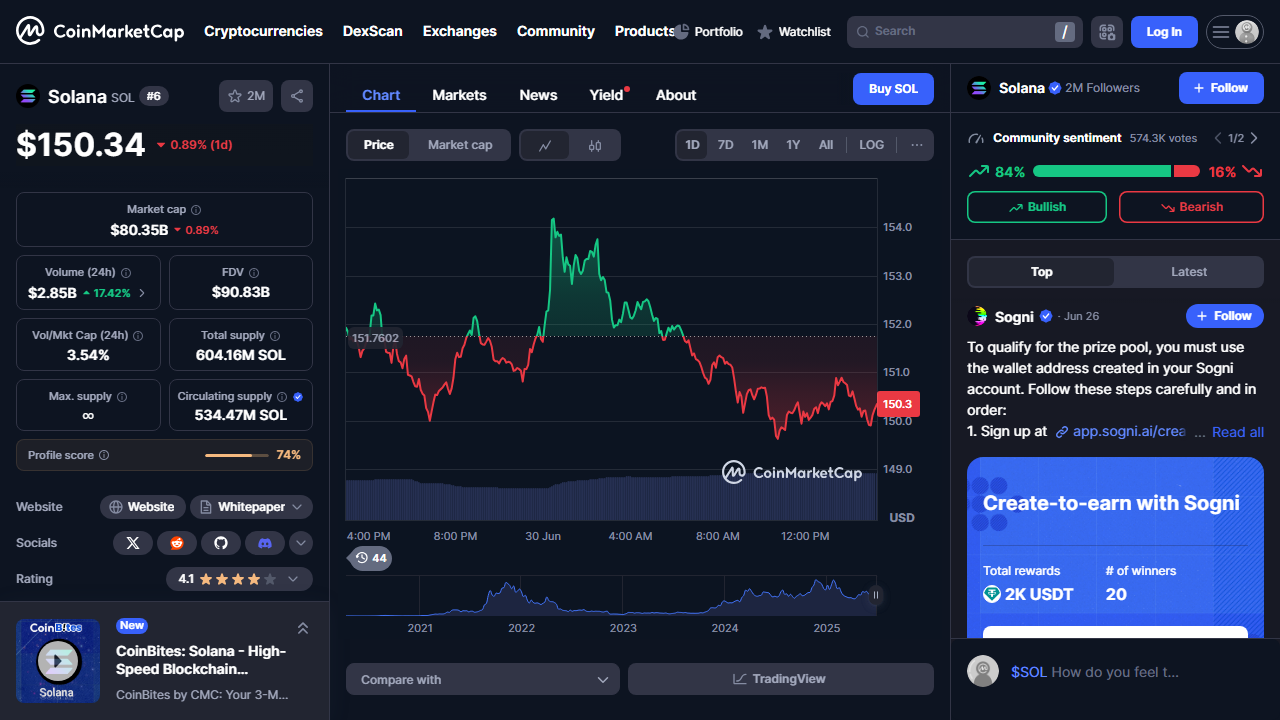 CoinMarketCap
Cryptocurrencies DexScan Exchanges Community Products Portfolio Watchlist
Search /
Log In
Solana SOL #6
2M
$150.34 0.89% (1d)
Market cap
$80.35B 0.89%
Volume (24h)
$2.85B 17.42%
FDV
$90.83B
Vol/Mkt Cap (24h)
3.54%
Total supply
604.16M SOL
Max. supply
∞
Circulating supply
534.47M SOL
Profile score 74%
Website Website Whitepaper
Socials
Rating 4.1
CoinBites
Solana
New
CoinBites: Solana - High-
Speed Blockchain...
CoinBites by CMC: Your 3-M...
Chart Markets News Yield About
Buy SOL
Price Market cap
1D 7D 1M 1Y All LOG ...
154.0
153.0
152.0
151.7602
151.0
150.3
150.0
149.0
CoinMarketCap
USD
4:00 PM 8:00 PM 30 Jun 4:00 AM 8:00 AM 12:00 PM
44
2021 2022 2023 2024 2025
Compare with
TradingView
Solana 2M Followers
+ Follow
Community sentiment 574.3K votes 1/2
84% 16%
Bullish
Bearish
Top Latest
Sogni · Jun 26
+ Follow
To qualify for the prize pool, you must use
the wallet address created in your Sogni
account. Follow these steps carefully and in
order:
1. Sign up at app.sogni.ai/crea ... Read all
Create-to-earn with Sogni
Total rewards
2K USDT
# of winners
20
$SOL How do you feel t...